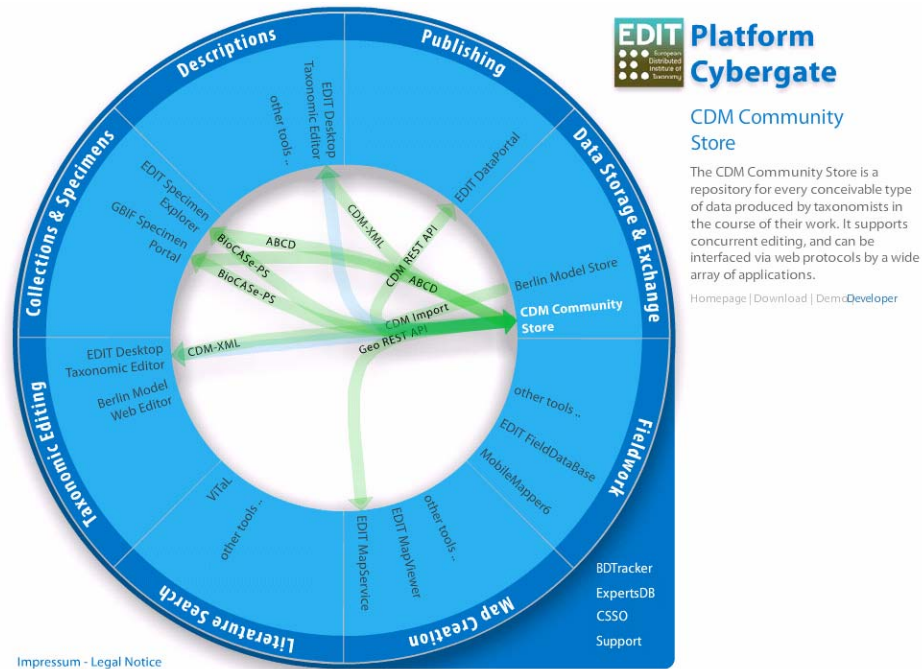 Descriptions
Publishing
Data Storage & Exchange
Fieldwork
Map Creation
Literature Search
Taxonomic Editing
Collections & Specimens
other tools ..
EDIT Desktop
Taxonomic Editor
EDIT DataPortal
Berlin Model Store
CDM Community
Store
other tools ..
EDIT FieldDataBase
MobileMapper6
other tools ..
EDIT MapViewer
EDIT MapService
other tools ..
ViTaL
Berlin Model
Web Editor
EDIT Desktop
Taxonomic Editor
GBIF Specimen
Portal
EDIT Specimen
Explorer
CDM-XML
CDM REST API
ABCD
ABCD
BioCASe-PS
BioCASe-PS
CDM Import
Geo REST API
CDM-XML
BDTracker
ExpertsDB
CSSO
Support
Impressum - Legal Notice
EDIT
European
Distributed
Institute of
Taxonomy
Platform
Cybergate
CDM Community
Store
The CDM Community Store is a
repository for every conceivable type
of data produced by taxonomists in
the course of their work. It supports
concurrent editing, and can be
interfaced via web protocols by a wide
array of applications.
Homepage | Download | Demo Developer